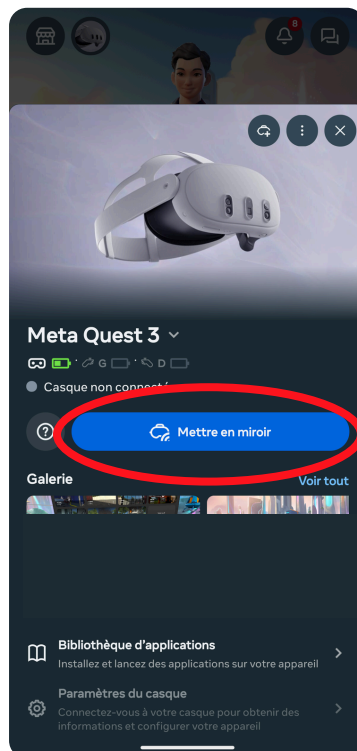 8
Meta Quest 3
G D
Casque non connecté
Mettre en miroir
Galerie Voir tout
Bibliothèque d'applications
Installez et lancez des applications sur votre appareil
Paramètres du casque
Connectez-vous à votre casque pour obtenir des
informations et configurer votre appareil